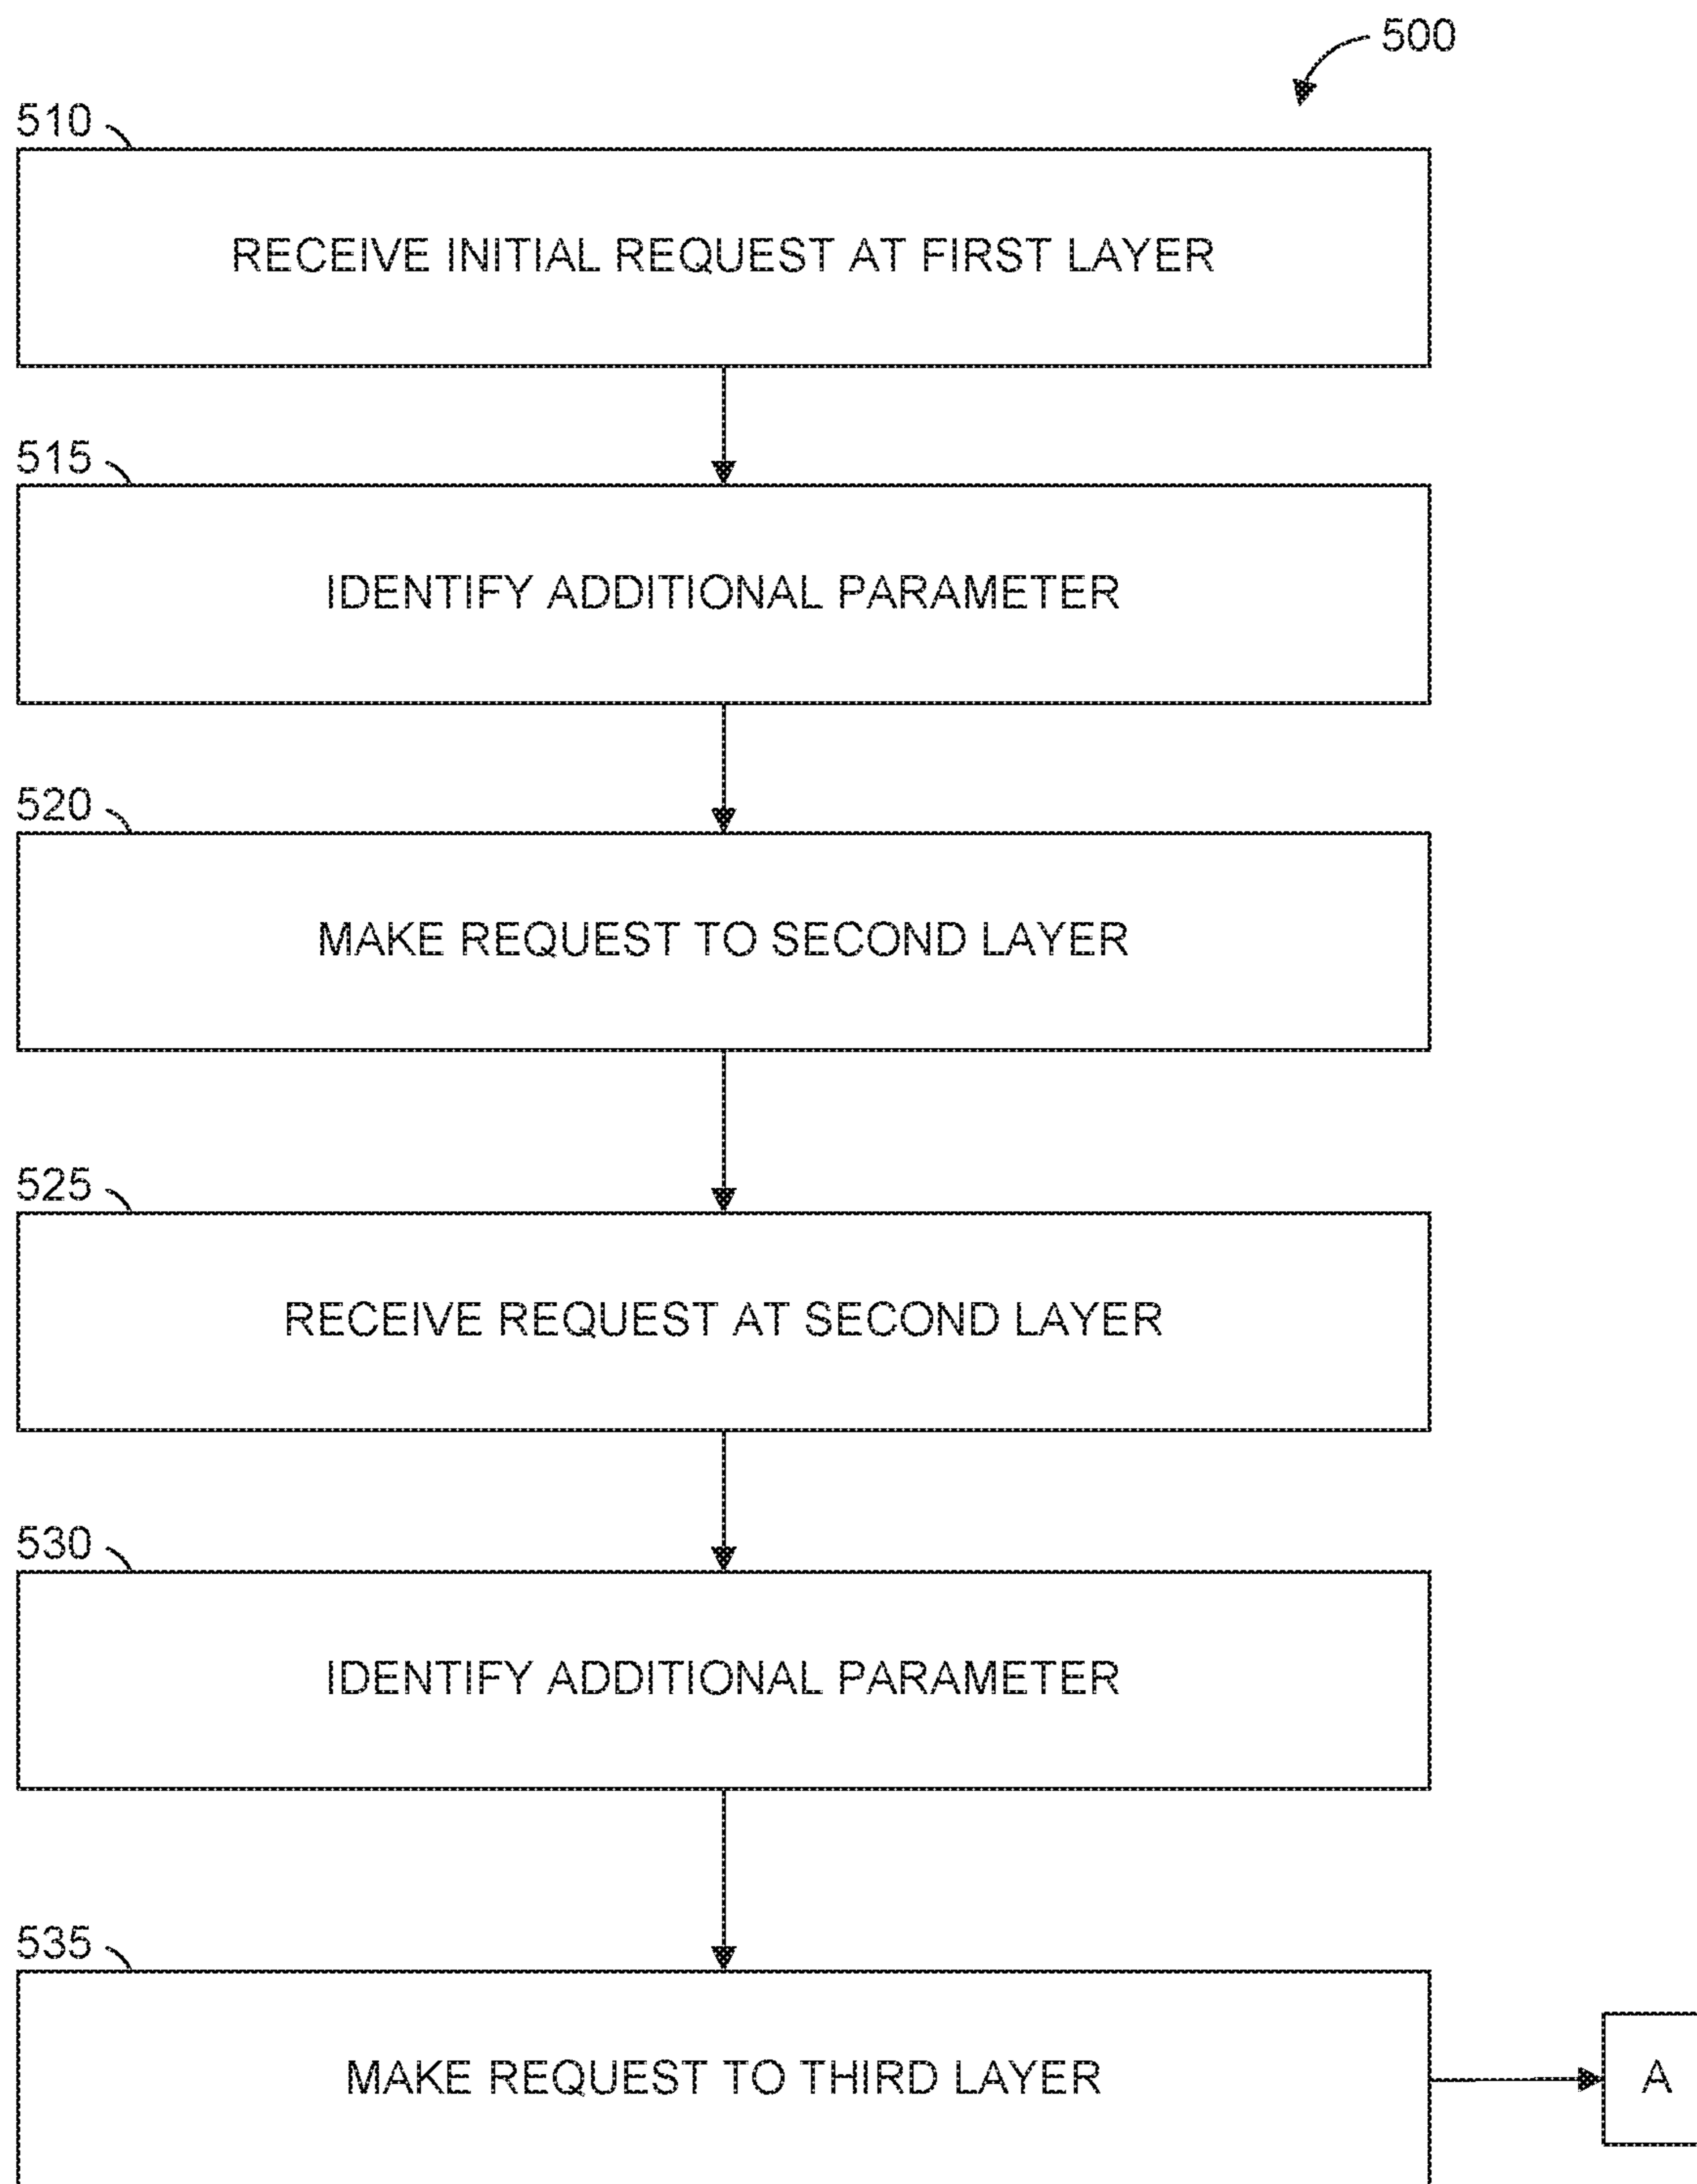 500
510
RECEIVE INITIAL REQUEST AT FIRST LAYER
515
IDENTIFY ADDITIONAL PARAMETER
520
MAKE REQUEST TO SECOND LAYER
525
RECEIVE REQUEST AT SECOND LAYER
530
IDENTIFY ADDITIONAL PARAMETER
535
MAKE REQUEST TO THIRD LAYER
A